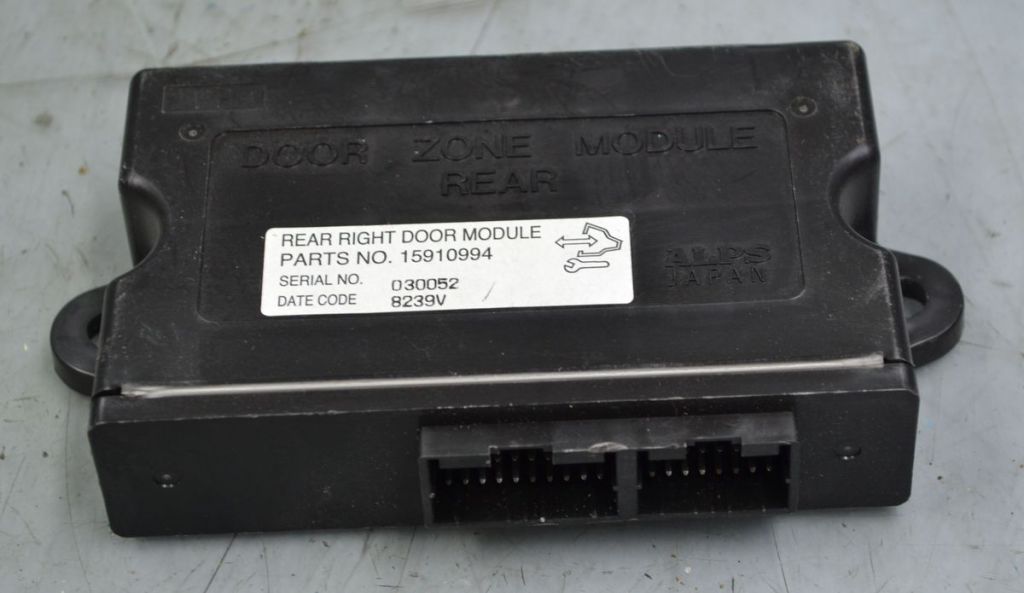 DOOR ZONE MODULE
REAR
REAR RIGHT DOOR MODULE
PARTS NO. 15910994
SERIAL NO. 030052
DATE CODE 8239V
ALPS
JAPAN